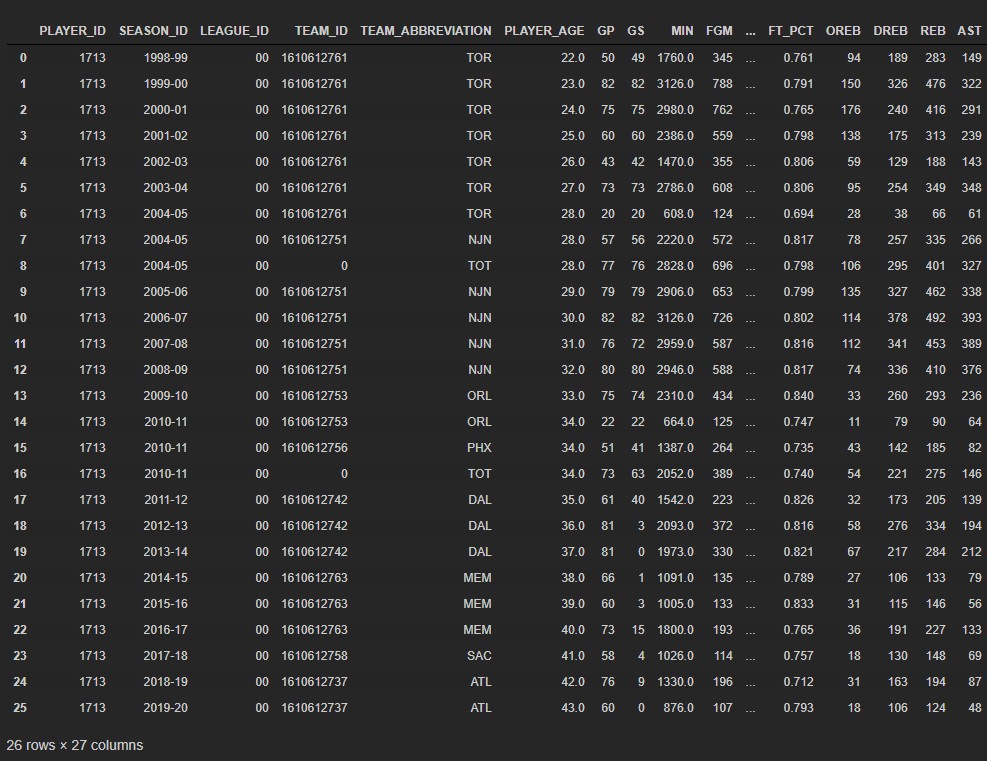 PLAYER_ID SEASON_ID LEAGUE_ID TEAM_ID TEAM_ABBREVIATION PLAYER_AGE GP GS MIN FGM ... FT_PCT OREB DREB REB AST
0 1713 1998-99 00 1610612761 TOR 22.0 50 49 1760.0 345 ... 0.761 94 189 283 149
1 1713 1999-00 00 1610612761 TOR 23.0 82 82 3126.0 788 ... 0.791 150 326 476 322
2 1713 2000-01 00 1610612761 TOR 24.0 75 75 2980.0 762 ... 0.765 176 240 416 291
3 1713 2001-02 00 1610612761 TOR 25.0 60 60 2386.0 559 ... 0.798 138 175 313 239
4 1713 2002-03 00 1610612761 TOR 26.0 43 42 1470.0 355 ... 0.806 59 129 188 143
5 1713 2003-04 00 1610612761 TOR 27.0 73 73 2786.0 608 ... 0.806 95 254 349 348
6 1713 2004-05 00 1610612761 TOR 28.0 20 20 608.0 124 ... 0.694 28 38 66 61
7 1713 2004-05 00 1610612751 NJN 28.0 57 56 2220.0 572 ... 0.817 78 257 335 266
8 1713 2004-05 00 0 TOT 28.0 77 76 2828.0 696 ... 0.798 106 295 401 327
9 1713 2005-06 00 1610612751 NJN 29.0 79 79 2906.0 653 ... 0.799 135 327 462 338
10 1713 2006-07 00 1610612751 NJN 30.0 82 82 3126.0 726 ... 0.802 114 378 492 393
11 1713 2007-08 00 1610612751 NJN 31.0 76 72 2959.0 587 ... 0.816 112 341 453 389
12 1713 2008-09 00 1610612751 NJN 32.0 80 80 2946.0 588 ... 0.817 74 336 410 376
13 1713 2009-10 00 1610612753 ORL 33.0 75 74 2310.0 434 ... 0.840 33 260 293 236
14 1713 2010-11 00 1610612753 ORL 34.0 22 22 664.0 125 ... 0.747 11 79 90 64
15 1713 2010-11 00 1610612756 PHX 34.0 51 41 1387.0 264 ... 0.735 43 142 185 82
16 1713 2010-11 00 0 TOT 34.0 73 63 2052.0 389 ... 0.740 54 221 275 146
17 1713 2011-12 00 1610612742 DAL 35.0 61 40 1542.0 223 ... 0.826 32 173 205 139
18 1713 2012-13 00 1610612742 DAL 36.0 81 3 2093.0 372 ... 0.816 58 276 334 194
19 1713 2013-14 00 1610612742 DAL 37.0 81 0 1973.0 330 ... 0.821 67 217 284 212
20 1713 2014-15 00 1610612763 MEM 38.0 66 1 1091.0 135 ... 0.789 27 106 133 79
21 1713 2015-16 00 1610612763 MEM 39.0 60 3 1005.0 133 ... 0.833 31 115 146 56
22 1713 2016-17 00 1610612763 MEM 40.0 73 15 1800.0 193 ... 0.765 36 191 227 133
23 1713 2017-18 00 1610612758 SAC 41.0 58 4 1026.0 114 ... 0.757 18 130 148 69
24 1713 2018-19 00 1610612737 ATL 42.0 76 9 1330.0 196 ... 0.712 31 163 194 87
25 1713 2019-20 00 1610612737 ATL 43.0 60 0 876.0 107 ... 0.793 18 106 124 48
26 rows × 27 columns